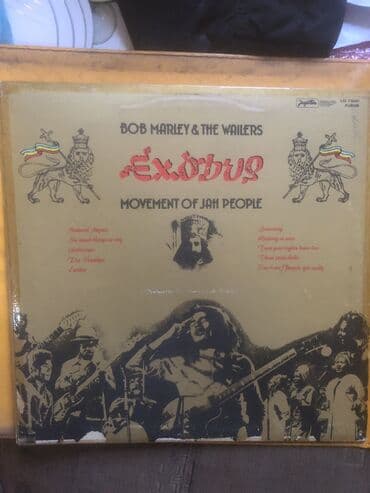 Jugoton
BOB MARLEY & THE WAILERS
Exodus
MOVEMENT OF JAH PEOPLE
Natural Mystic
So much things to say
Guiltiness
The Heathen
Exodus
Jamming
Waiting in vain
Turn your lights down low
Three little birds
One Love / People get ready